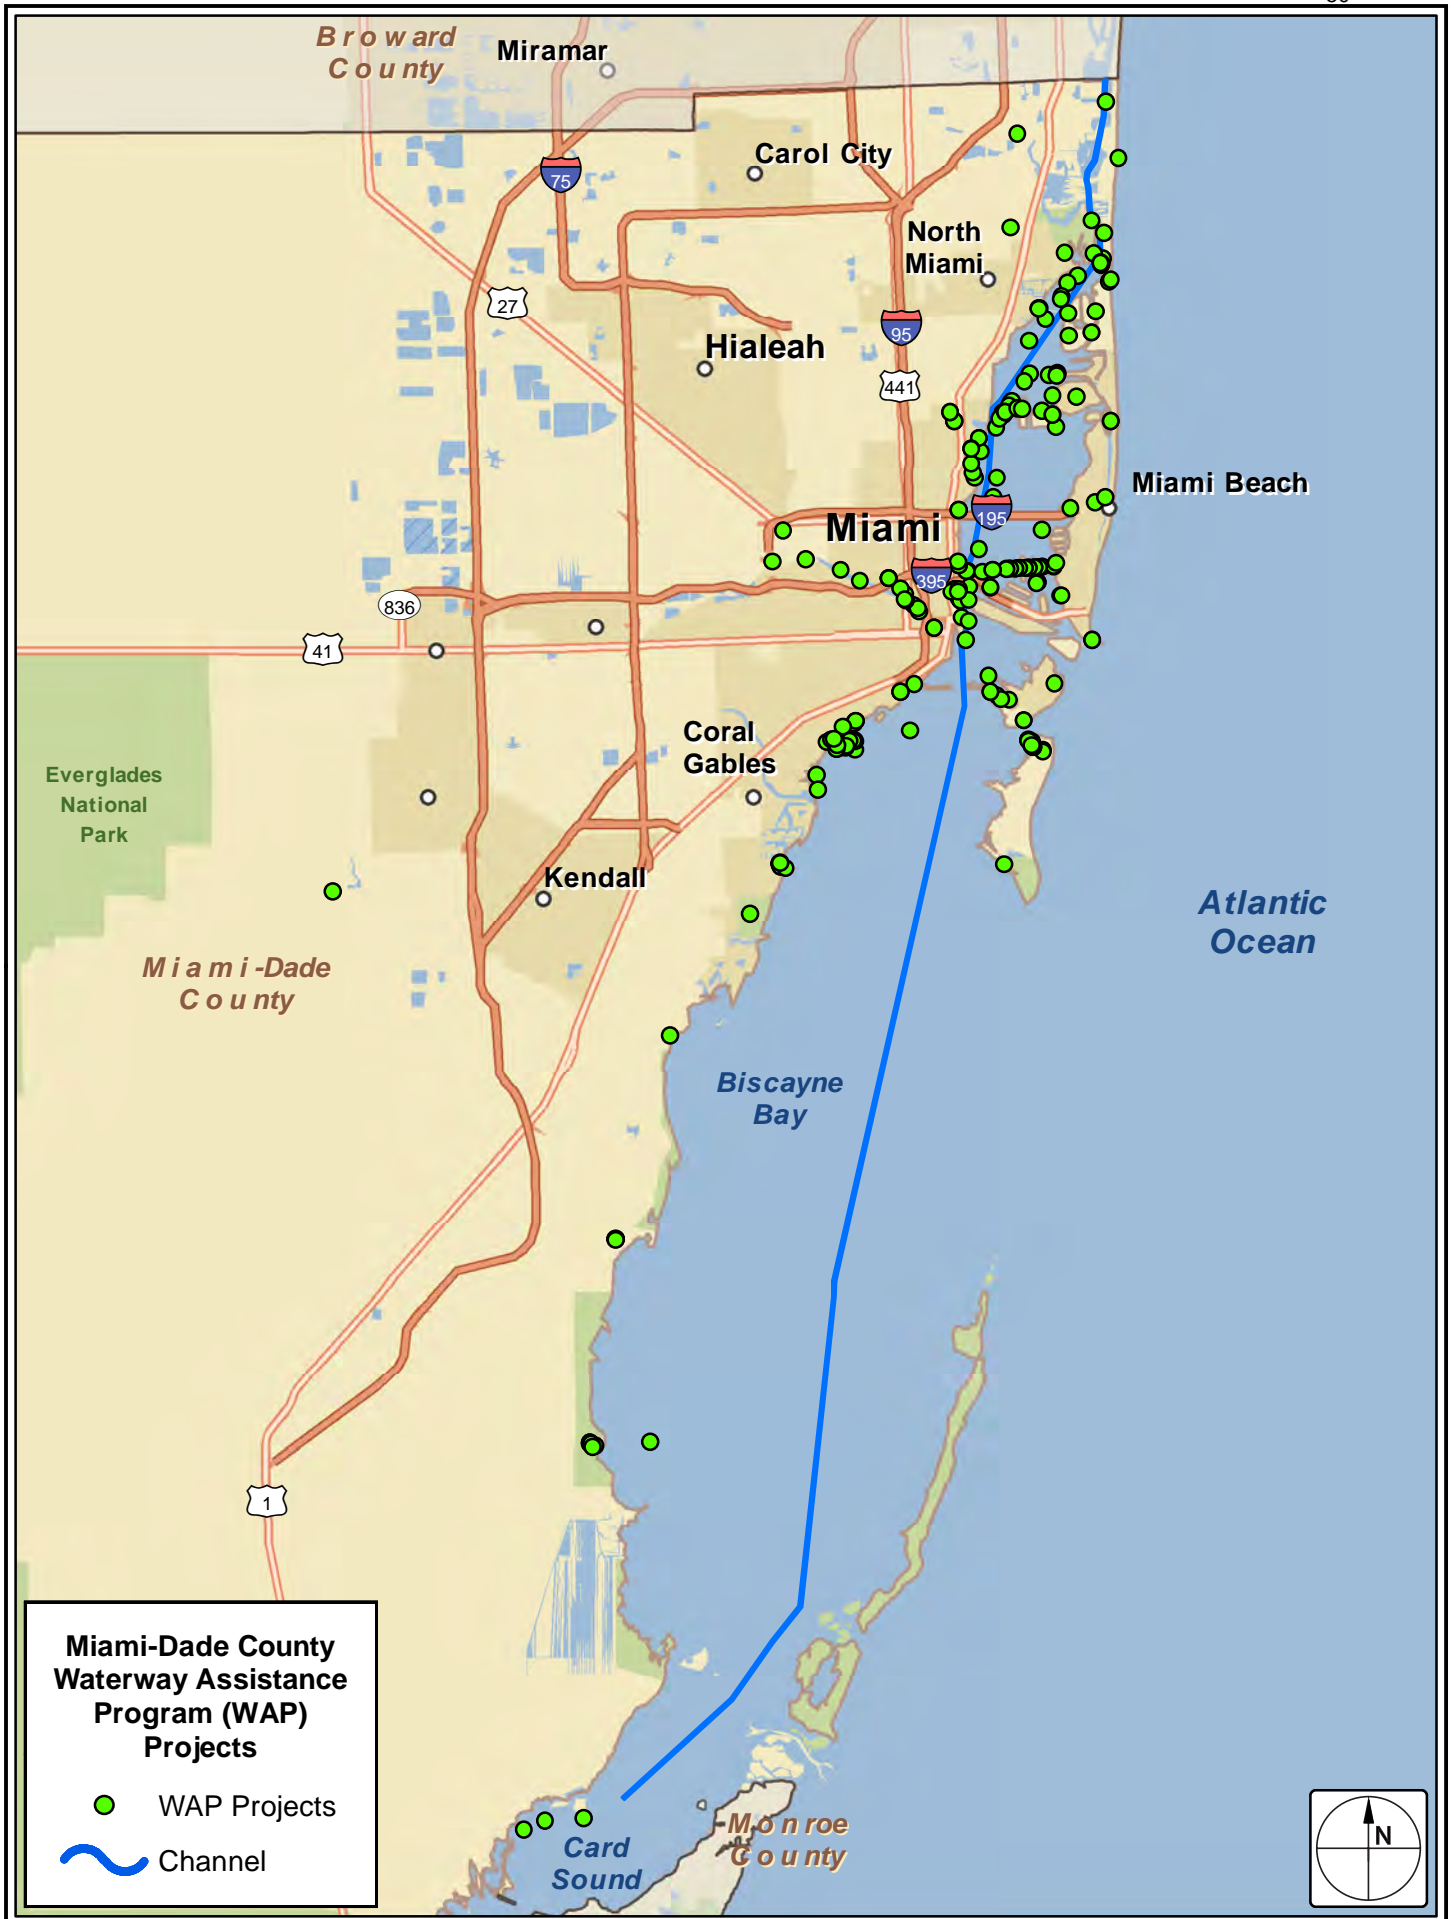 Broward
County
Miramar
75
Carol City
North
Miami
27
95
Hialeah
441
Miami Beach
195
Miami
395
836
41
Coral
Gables
Everglades
National
Park
Kendall
Atlantic
Ocean
Miami-Dade
County
Biscayne
Bay
1
Miami-Dade County
Waterway Assistance
Program (WAP)
Projects
WAP Projects
Channel
Monroe
County
Card
Sound
N